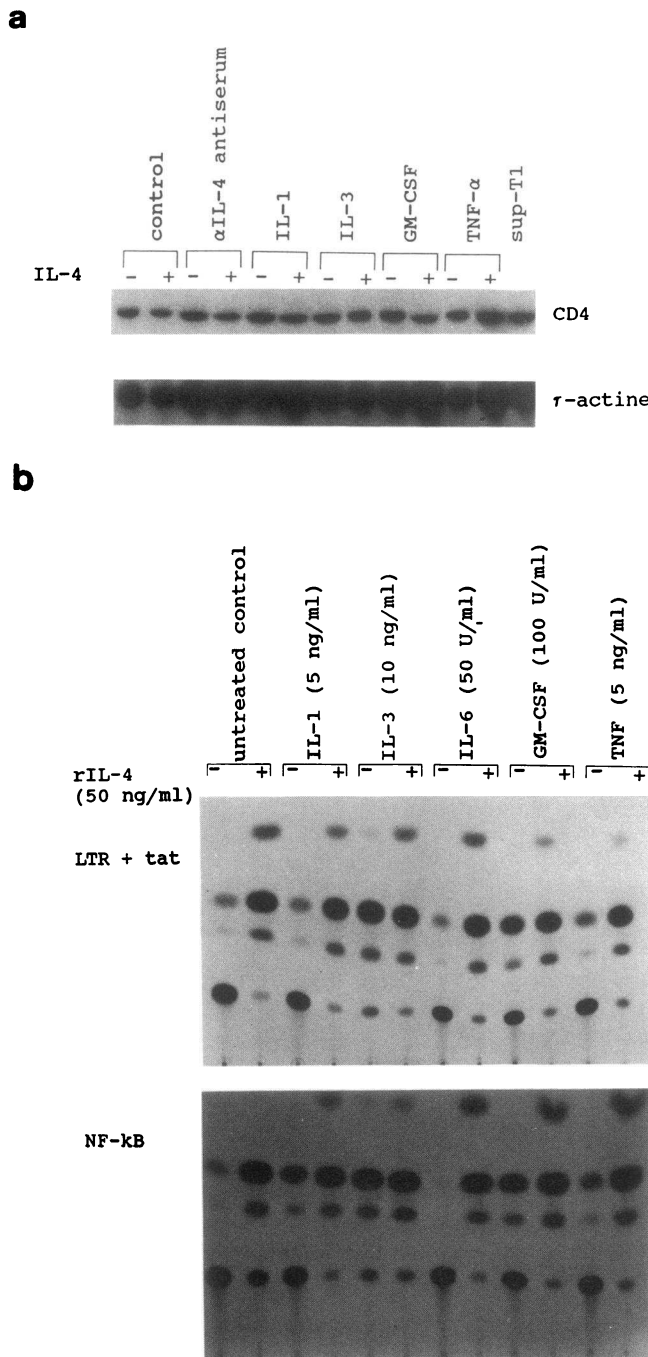 a
control
αIL-4 antiserum
IL-1
IL-3
GM-CSF
TNF-α
sup-T1
IL-4 - + - + - + - + - + - +
CD4
τ-actine
b
untreated control
IL-1 (5 ng/ml)
IL-3 (10 ng/ml)
IL-6 (50 U/ml)
GM-CSF (100 U/ml)
TNF (5 ng/ml)
rIL-4 - + - + - + - + - + - +
(50 ng/ml)
LTR + tat
NF-kB